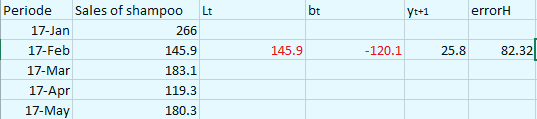 Periode Sales of shampoo Lt bt yt+1 errorH
17-Jan 266
17-Feb 145.9 145.9 -120.1 25.8 82.32
17-Mar 183.1
17-Apr 119.3
17-May 180.3